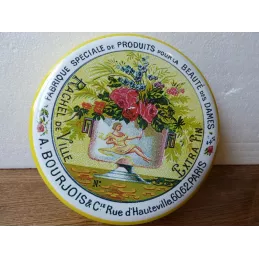 FABRIQUE SPÉCIALE DE PRODUITS POUR LA BEAUTÉ DES DAMES
RACHEL DE VILLE
EXTRA FIN
N°
A. BOURJOIS & Cie Rue d'Hauteville, 60.62. PARIS